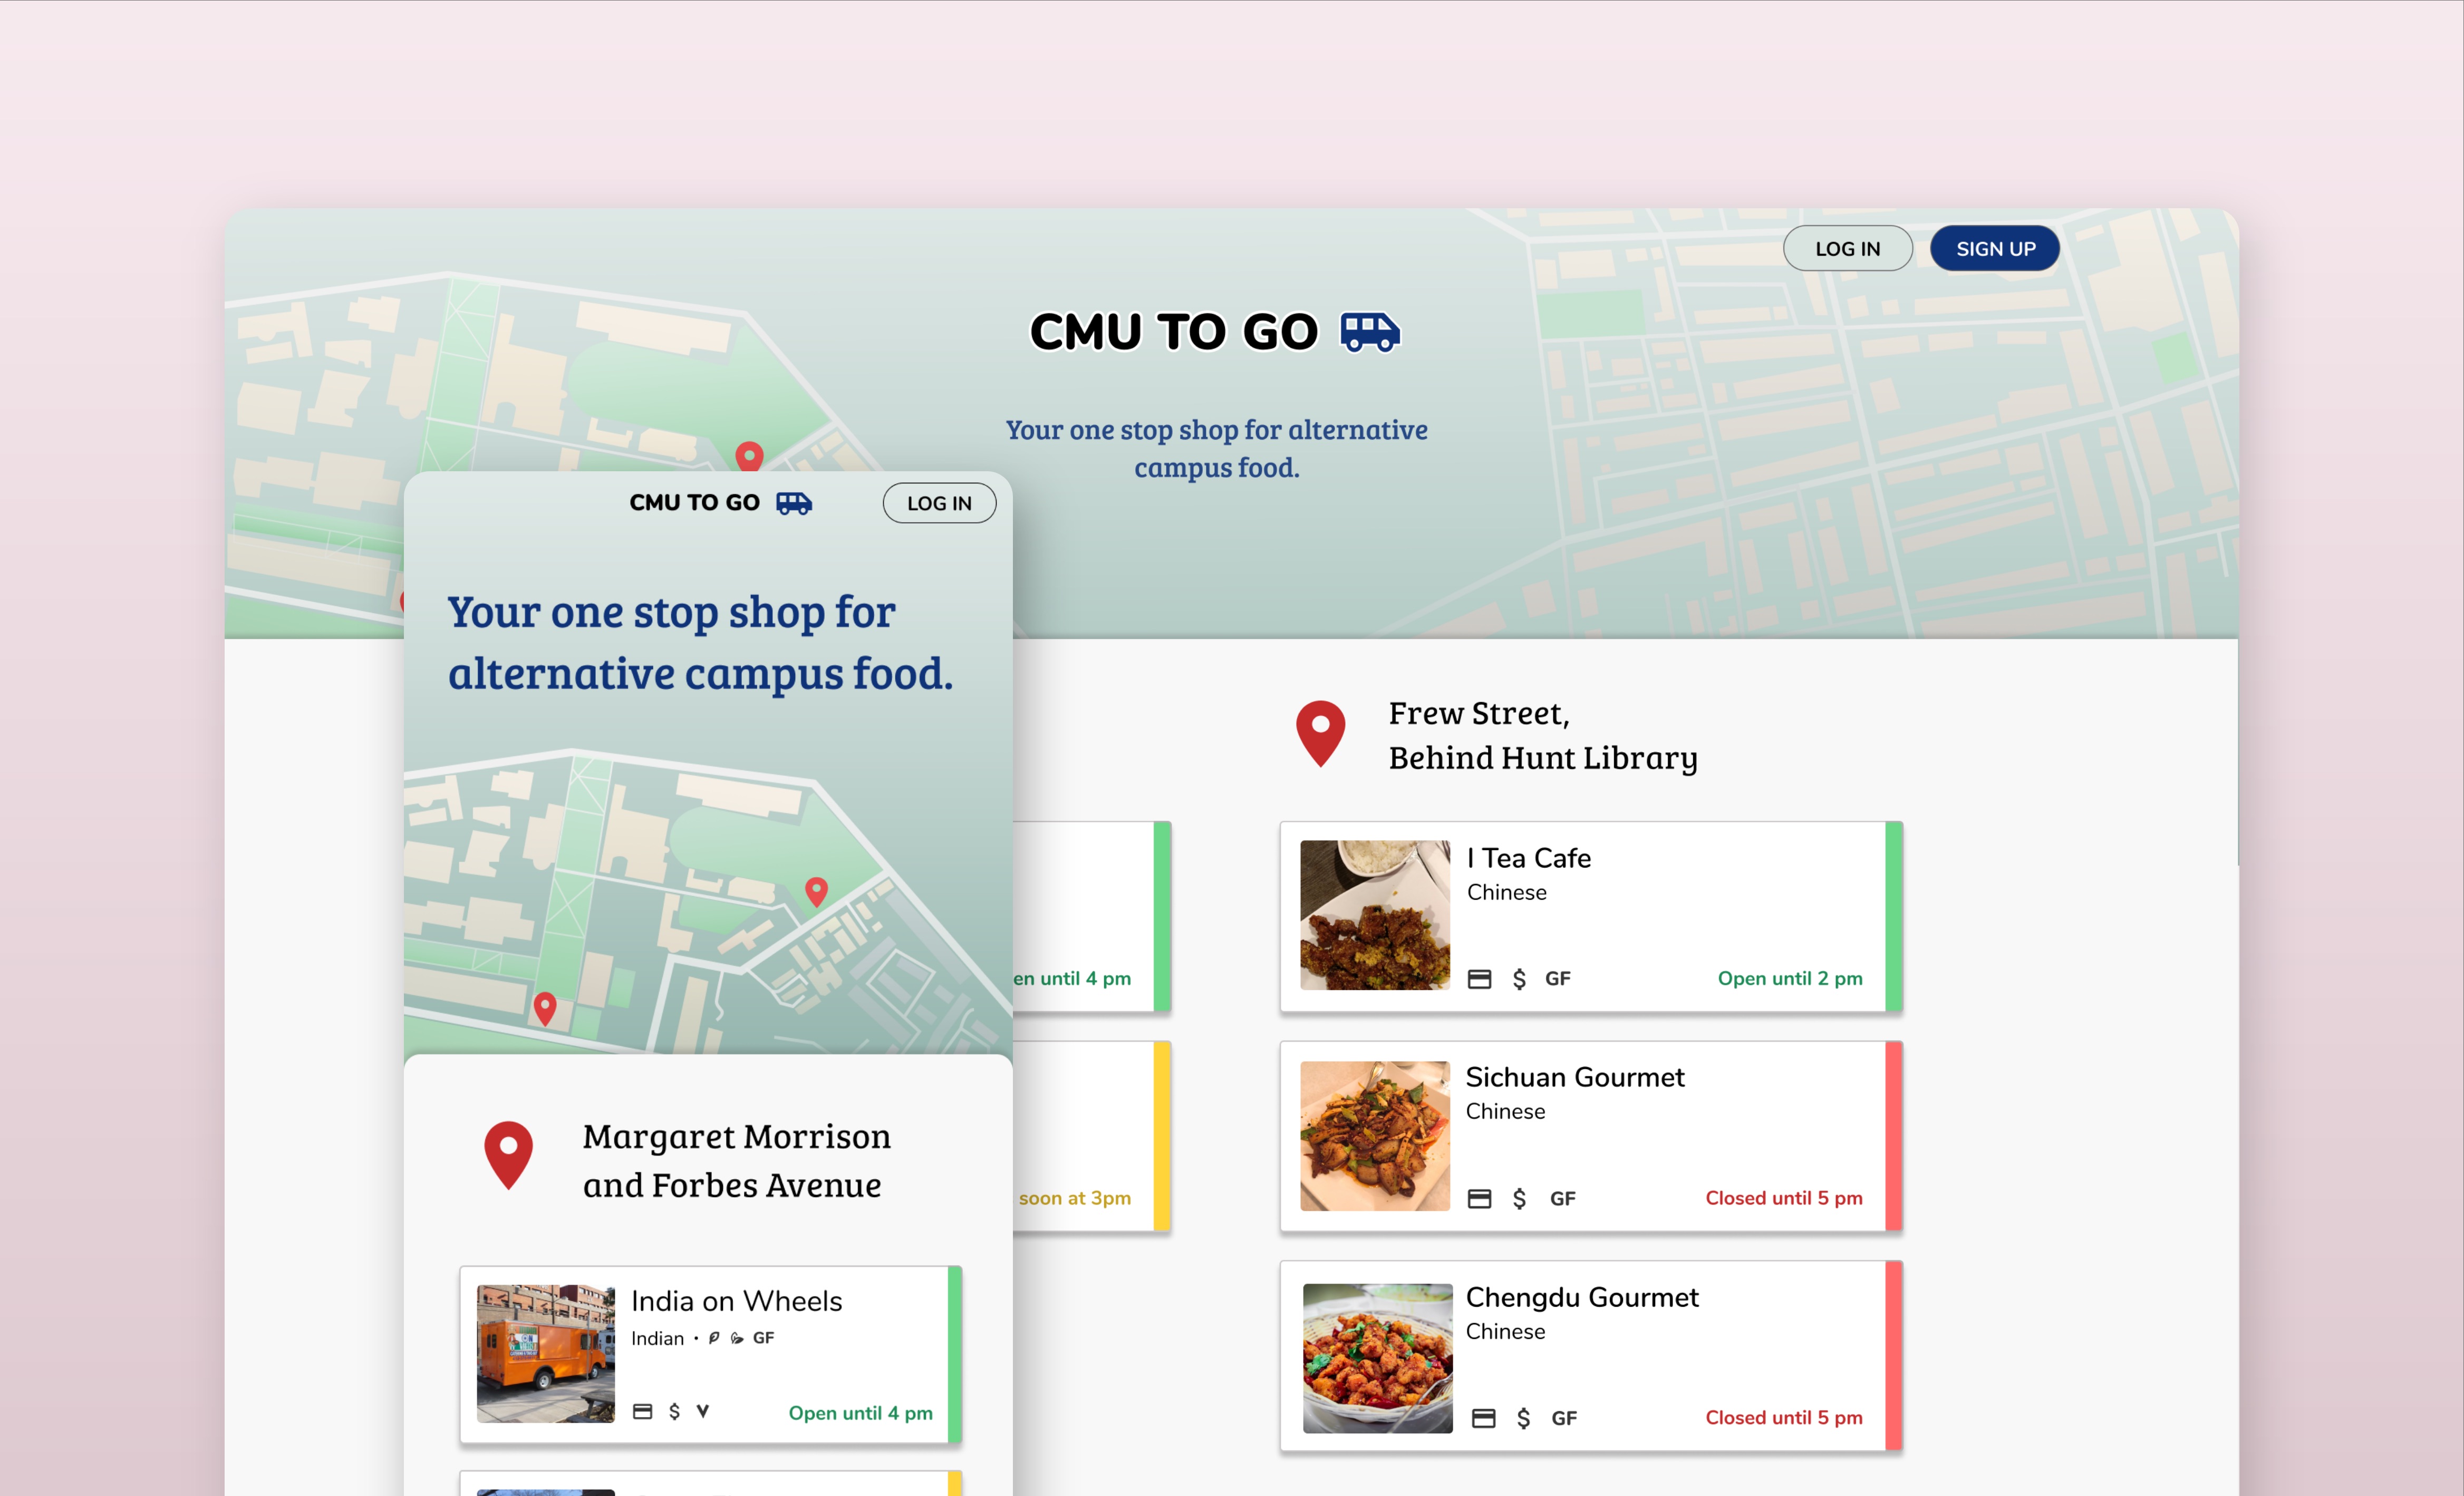 LOG IN
SIGN UP
CMU TO GO
Your one stop shop for alternative
campus food.
CMU TO GO
LOG IN
Your one stop shop for
alternative campus food.
Frew Street,
Behind Hunt Library
I Tea Cafe
Chinese
en until 4 pm
$ GF
Open until 2 pm
Sichuan Gourmet
Chinese
soon at 3pm
$ GF
Closed until 5 pm
Margaret Morrison
and Forbes Avenue
India on Wheels
Indian • GF
$ V
Open until 4 pm
Chengdu Gourmet
Chinese
$ GF
Closed until 5 pm